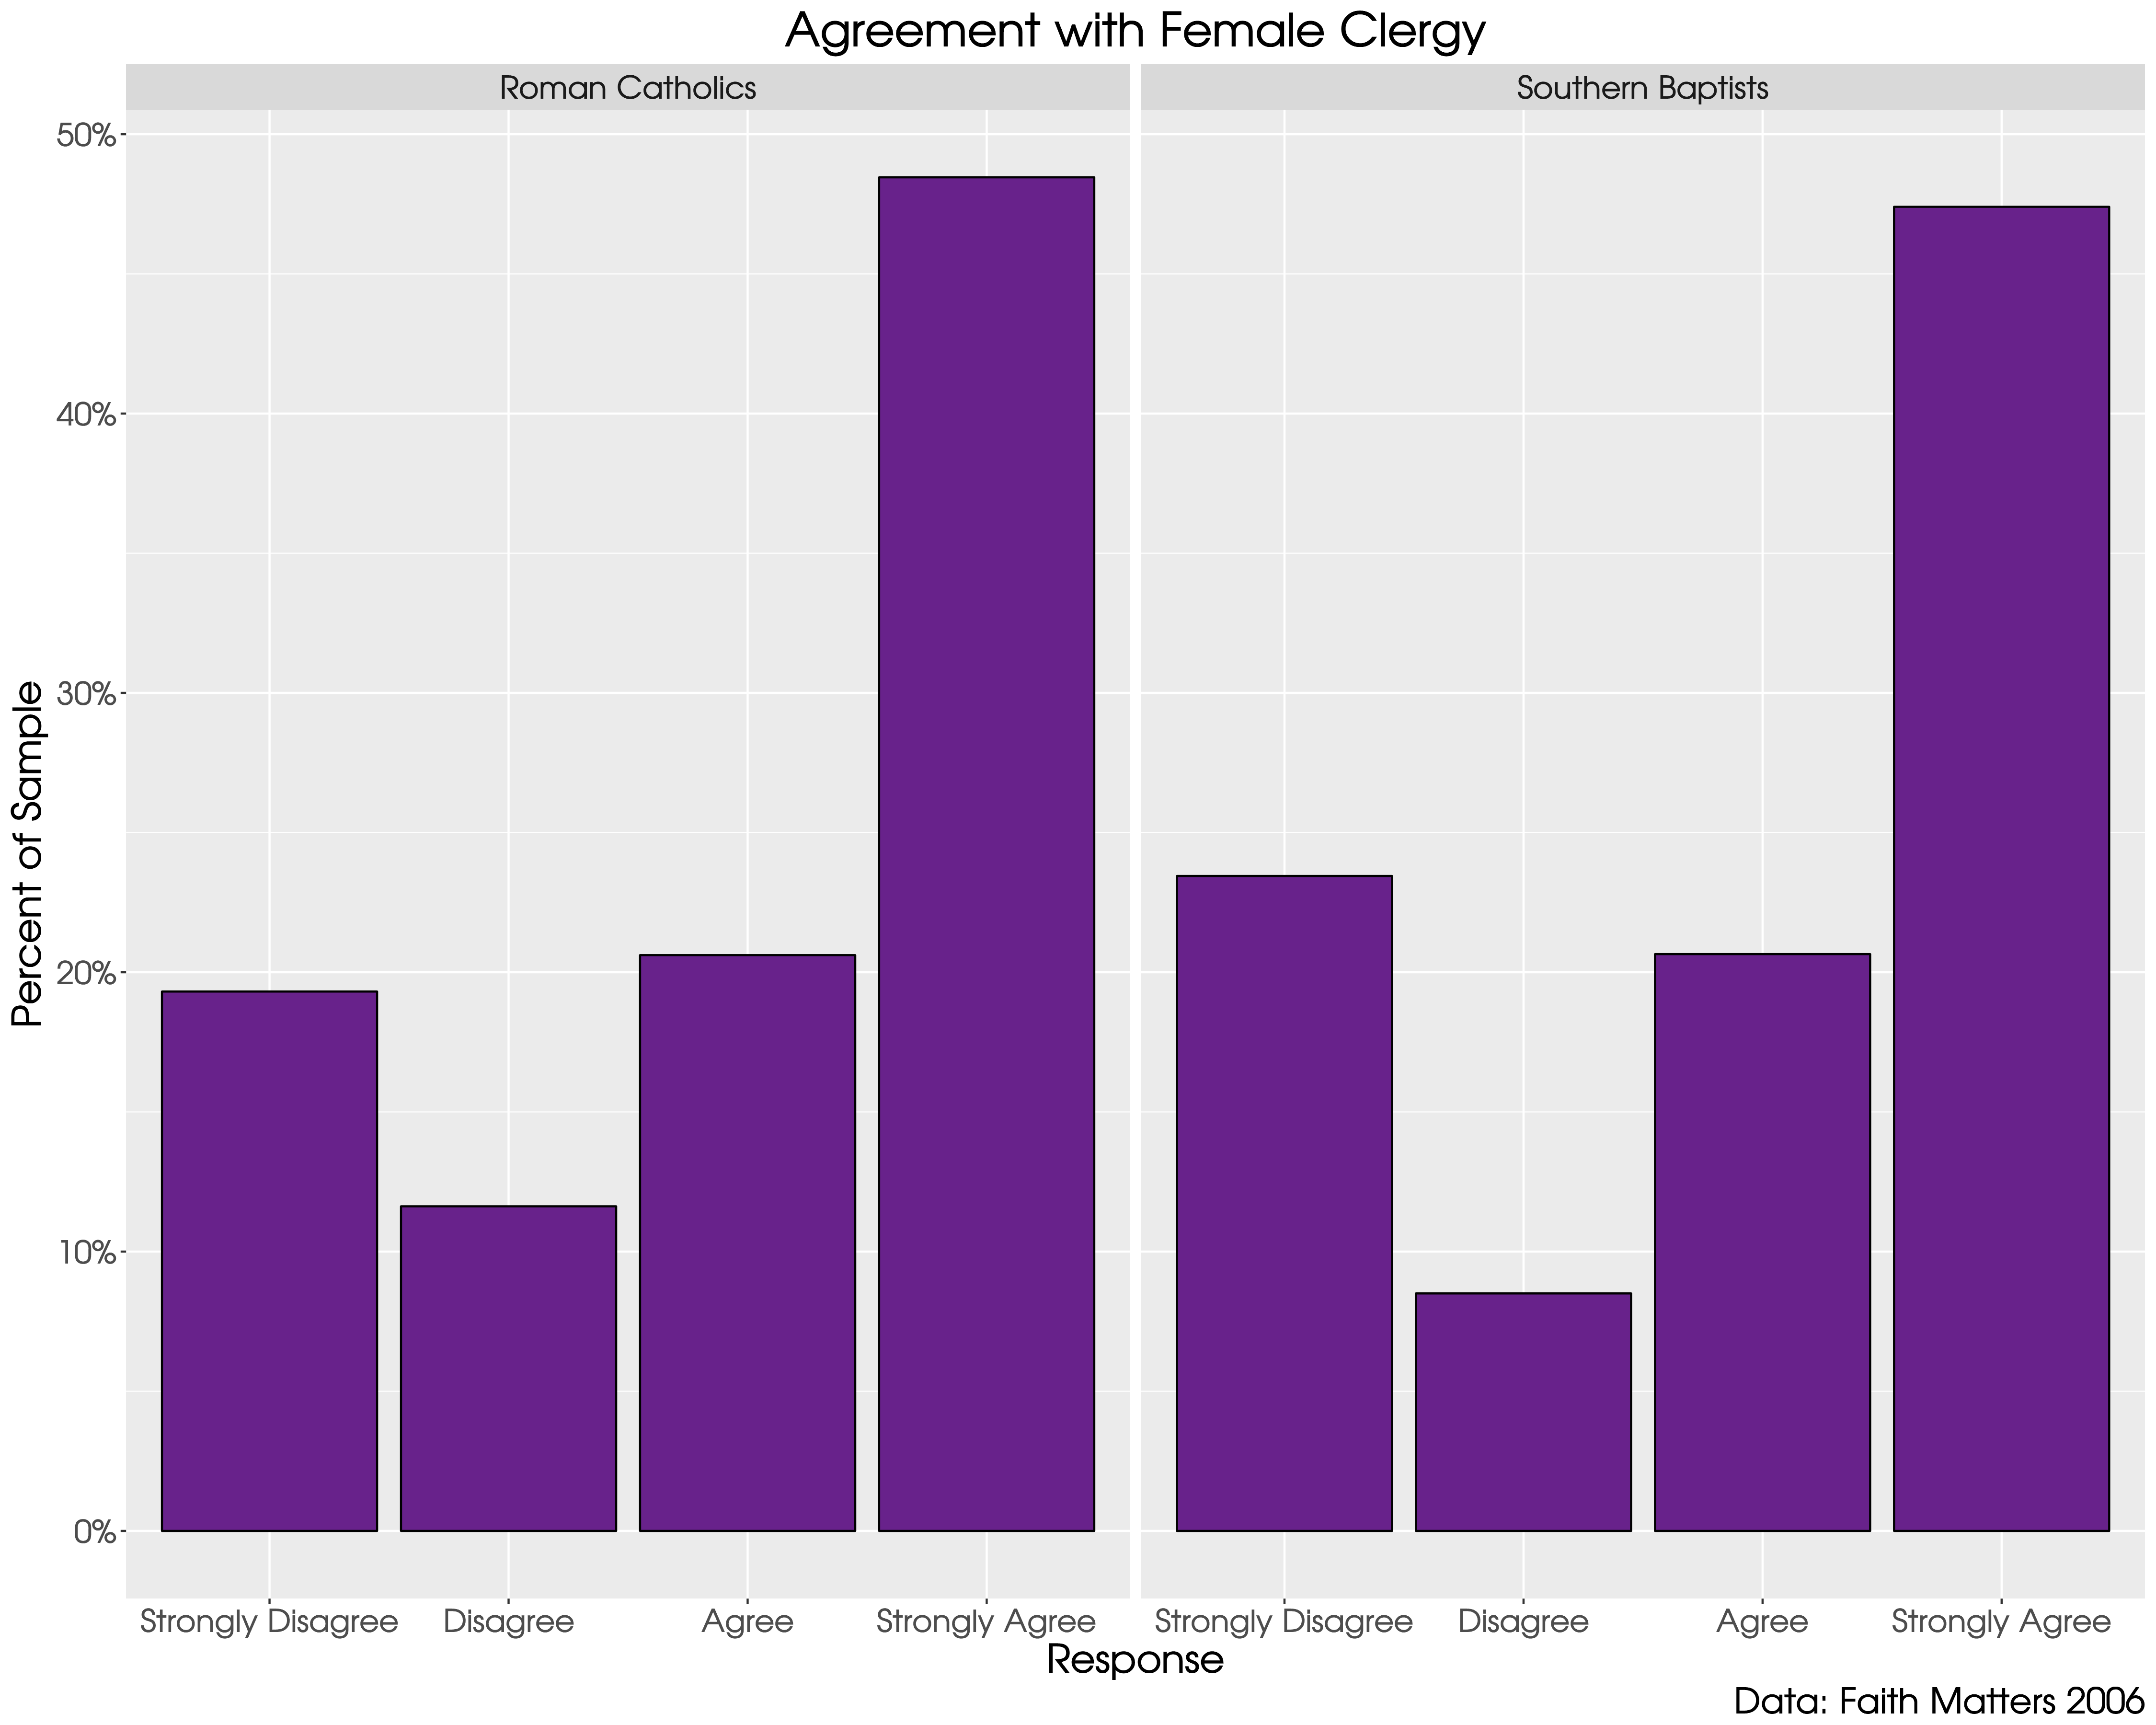 Agreement with Female Clergy
Roman Catholics
Southern Baptists
50%
40%
30%
20%
10%
0%
Percent of Sample
Strongly Disagree
Disagree
Agree
Strongly Agree
Strongly Disagree
Disagree
Agree
Strongly Agree
Response
Data: Faith Matters 2006